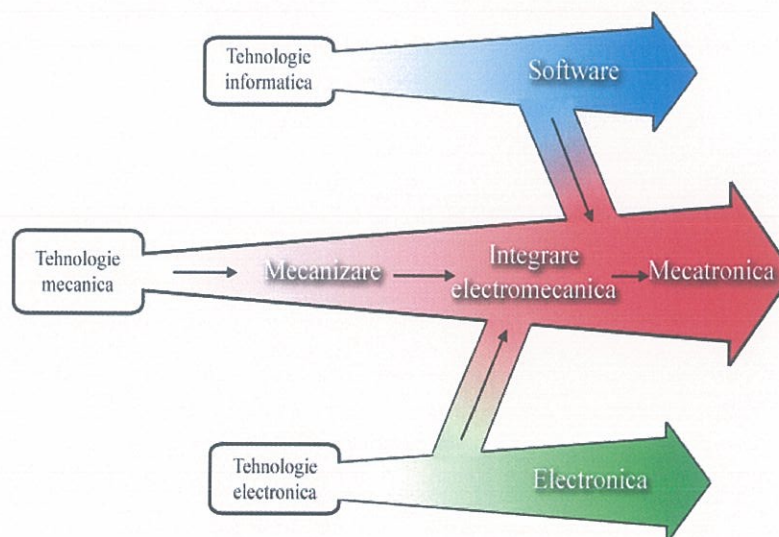 Tehnologie
informatica
Software
Tehnologie
mecanica
Mecanizare
Integrare
electromecanica
Mecatronica
Tehnologie
electronica
Electronica